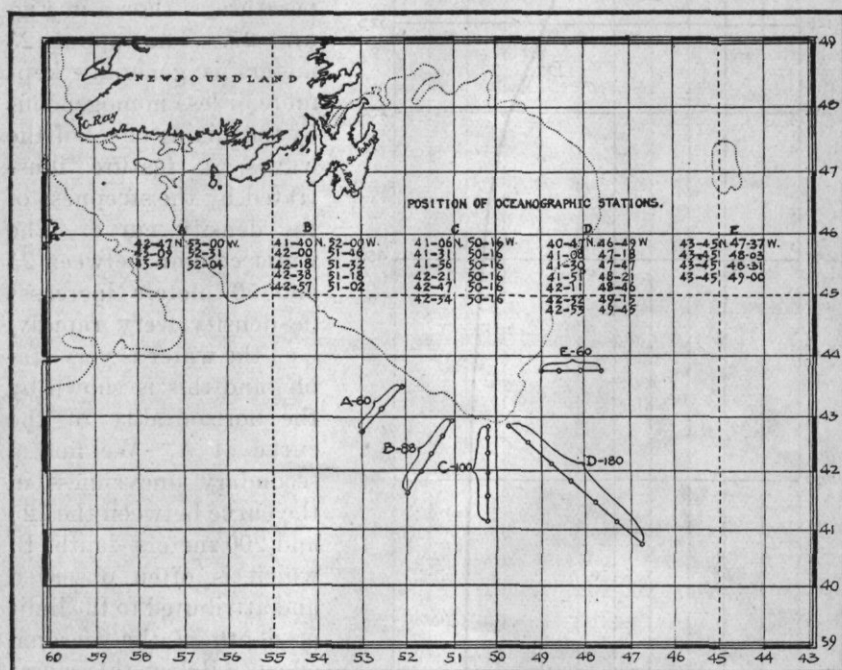 49
NEWFOUNDLAND
48
C. Ray
47
POSITION OF OCEANOGRAPHIC STATIONS.
46
A B C D E
42-47 N. 53-00 W. 41-40 N. 52-00 W. 41-06 N. 50-16 W. 40-47 N. 46-49 W. 43-45 N. 47-37 W.
43-09 52-31 42-00 51-46 41-31 50-16 41-08 47-18 43-45 48-03
43-31 52-04 42-18 51-32 41-56 50-16 41-30 47-47 43-45 48-31
42-38 51-18 42-21 50-16 41-51 48-21 43-45 49-00
42-57 51-02 42-47 50-16 42-11 48-46
42-54 50-16 42-32 49-15
42-53 49-45
45
E-60
44
A-60
43
B-88
C-100
D-180
42
41
40
39
60 59 58 57 56 55 54 53 52 51 50 49 48 47 46 45 44 43